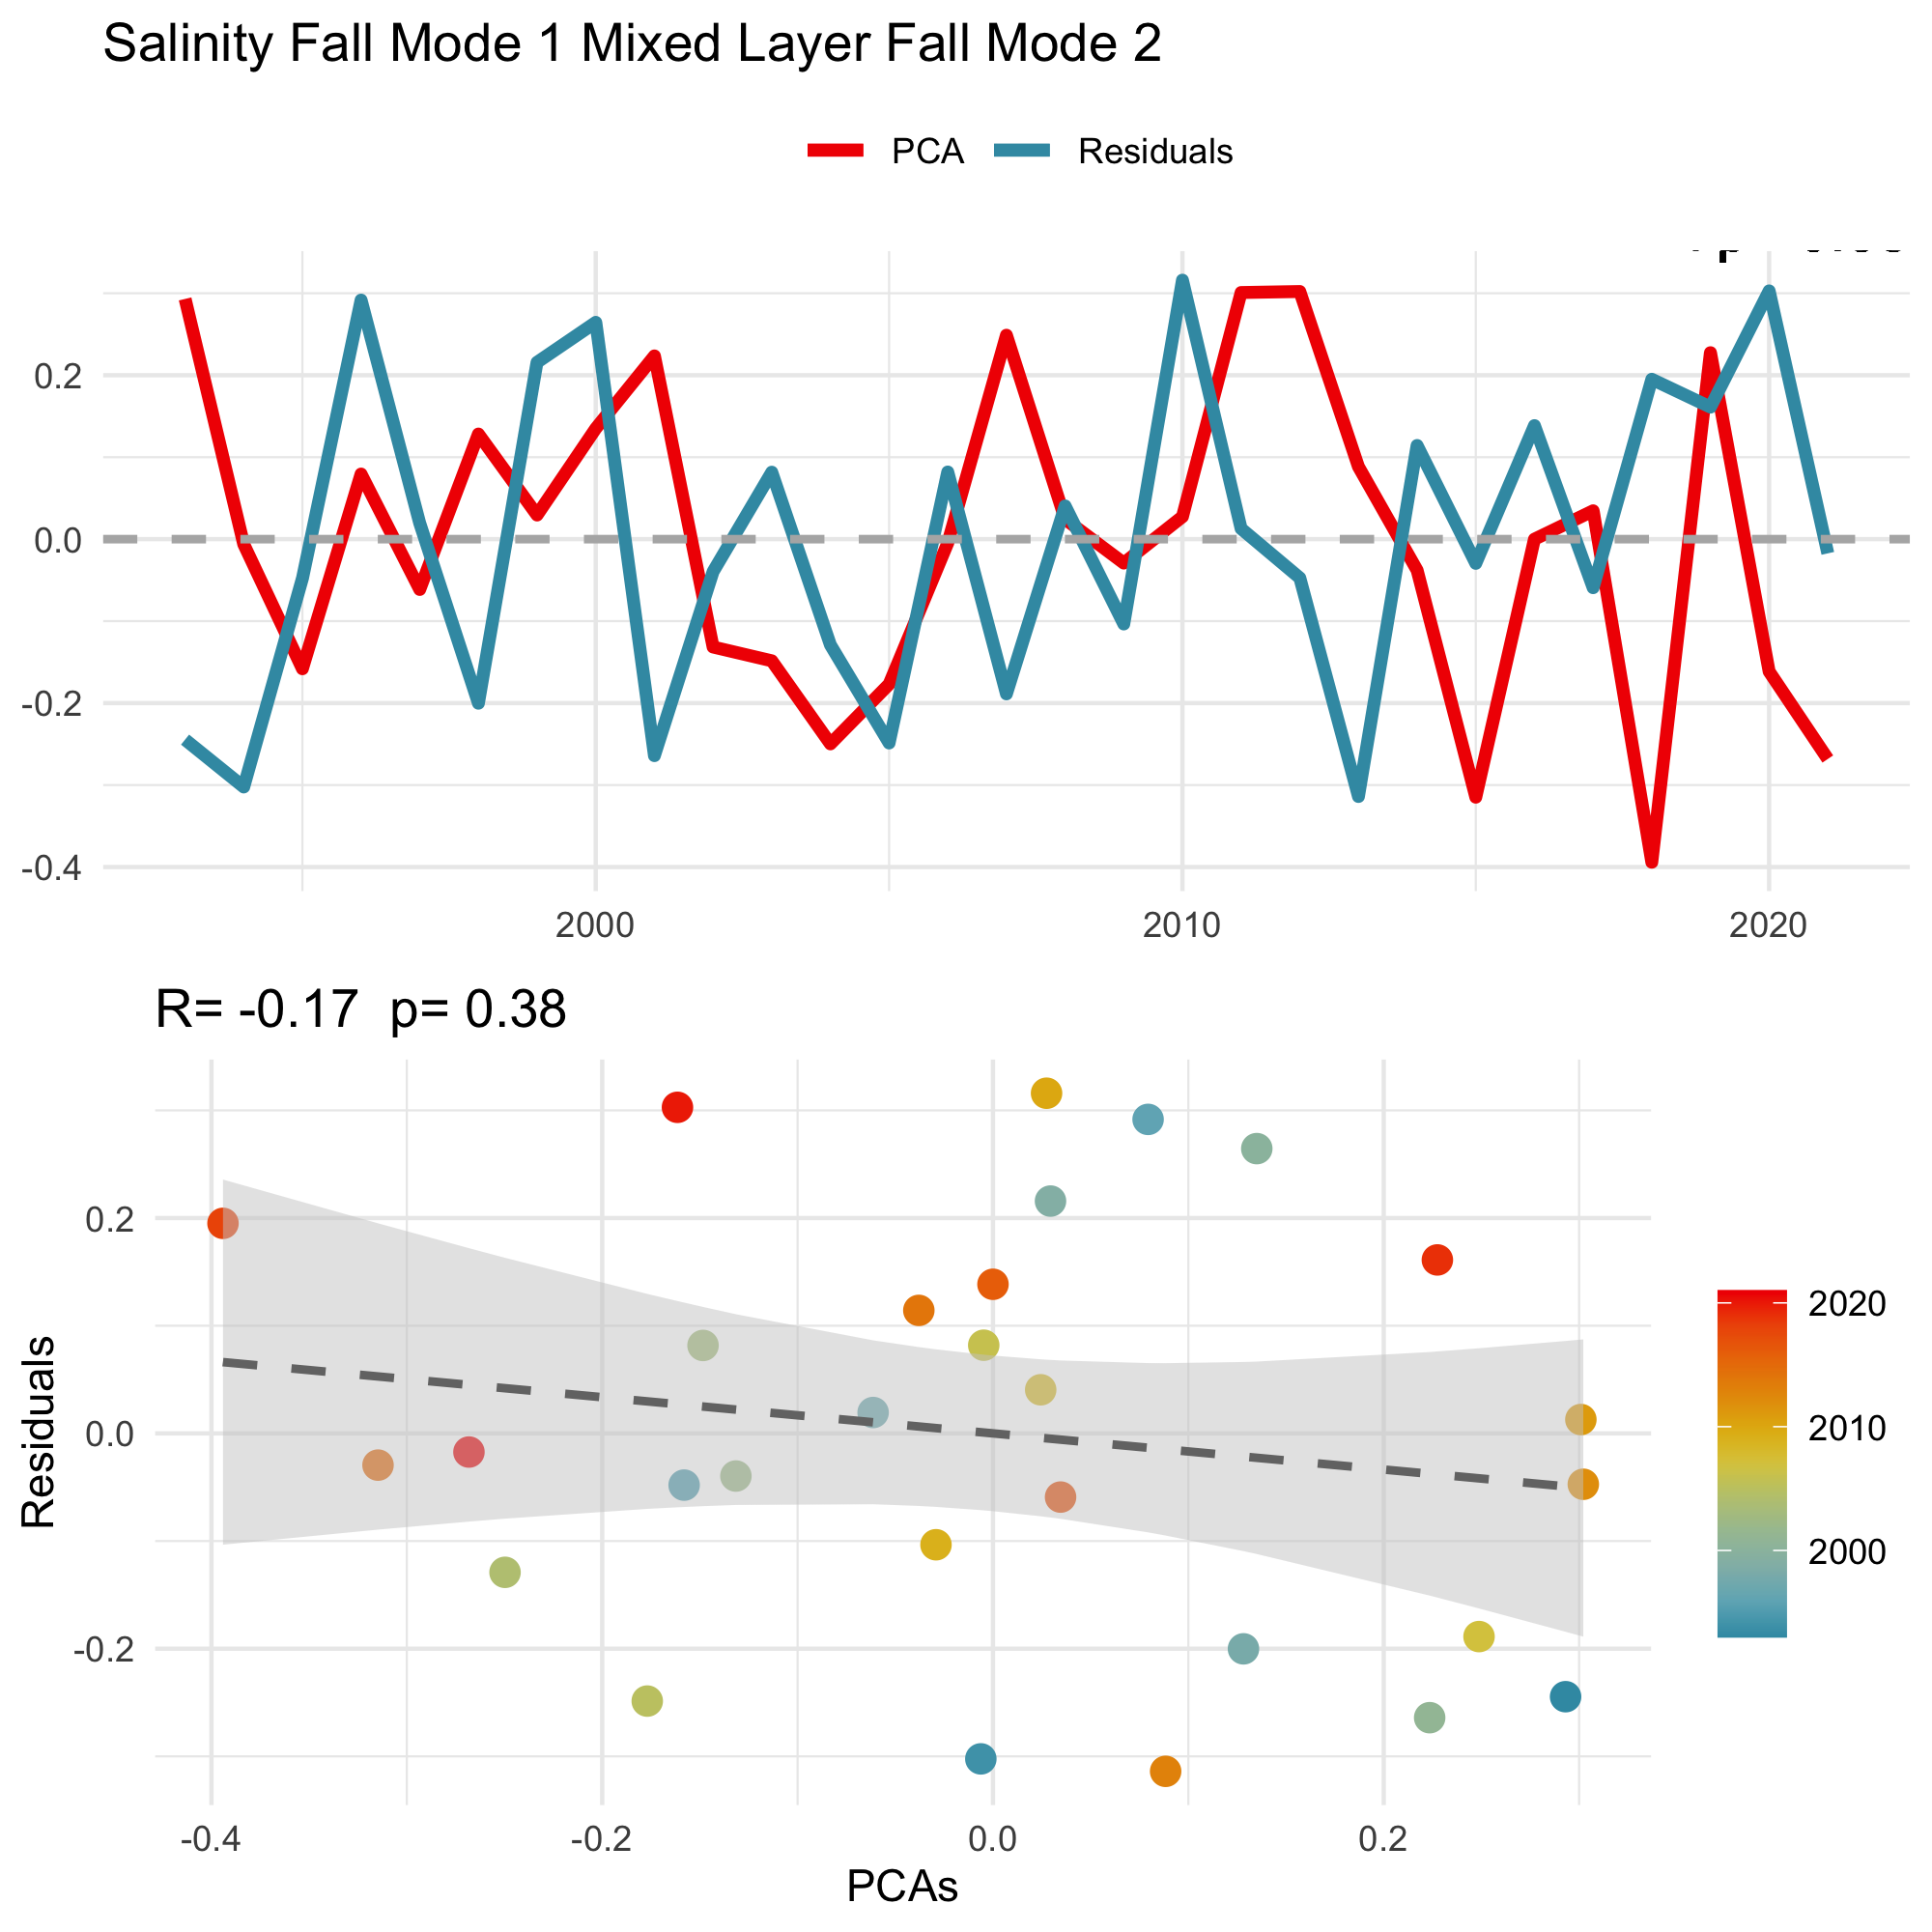 Salinity Fall Mode 1 Mixed Layer Fall Mode 2
PCA Residuals
0.2
0.0
-0.2
-0.4
2000 2010 2020
R= -0.17 p= 0.38
Residuals
0.2
0.0
-0.2
-0.4 -0.2 0.0 0.2
PCAs
2020
2010
2000